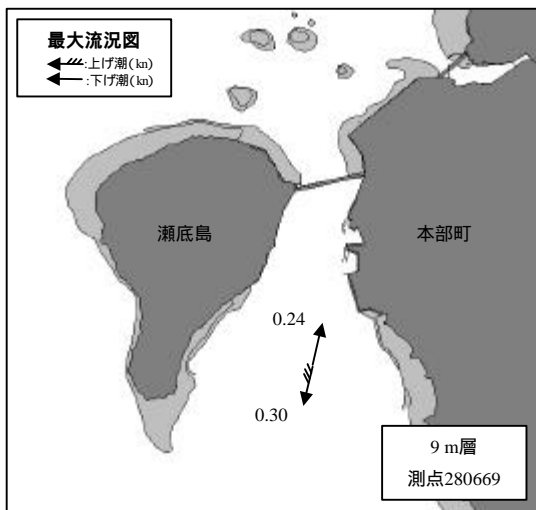 最大流況図
:上げ潮(kn)
:下げ潮(kn)
瀬底島
本部町
0.24
0.30
9 m層
測点280669